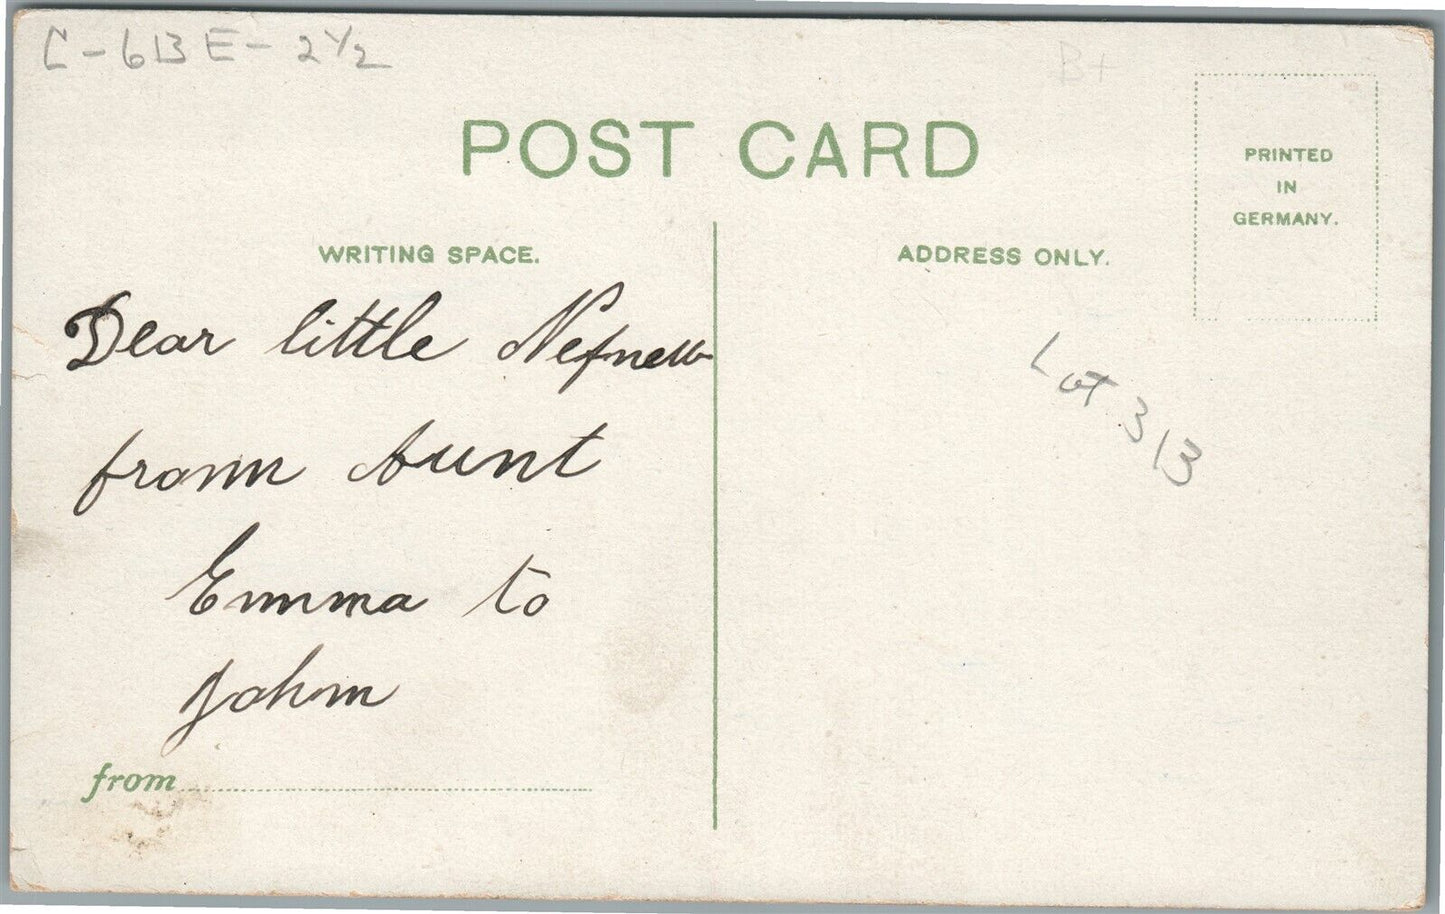 C-613E-2½
B+
POST CARD
PRINTED
IN
GERMANY.
WRITING SPACE.
ADDRESS ONLY.
Dear little Nefnew
from Aunt
Emma to
John
from
Lot 313